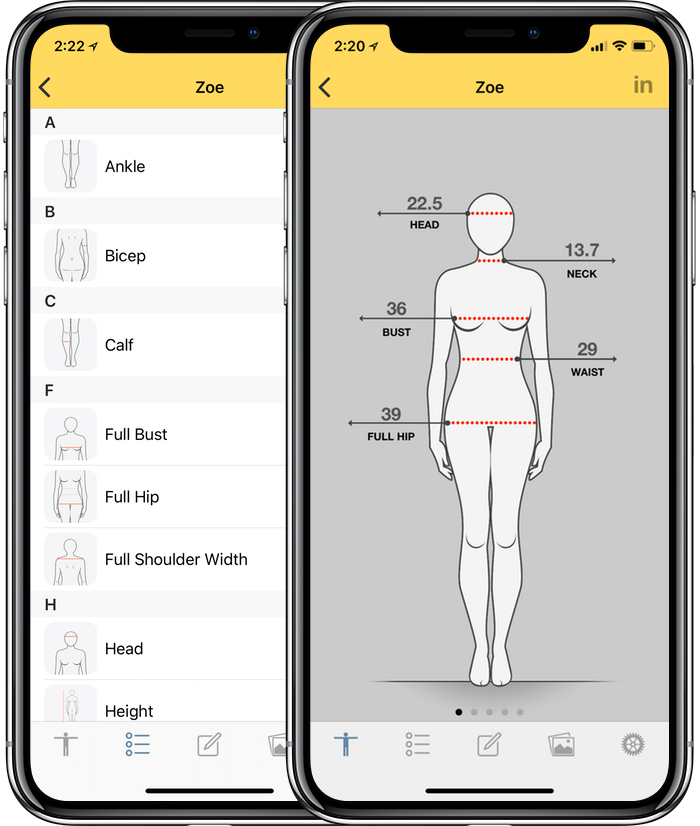 2:22
Zoe
A
Ankle
B
Bicep
C
Calf
F
Full Bust
Full Hip
Full Shoulder Width
H
Head
Height
2:20
Zoe
in
22.5
HEAD
13.7
NECK
36
BUST
29
WAIST
39
FULL HIP